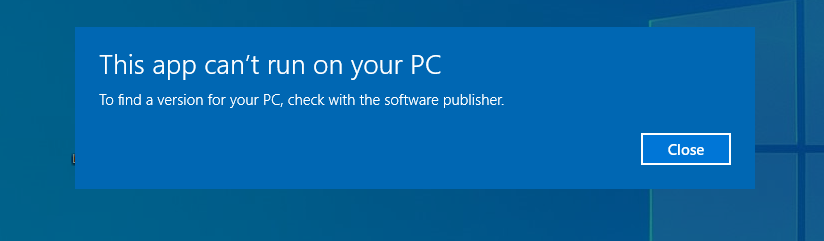 This app can’t run on your PC
To find a version for your PC, check with the software publisher.
Close